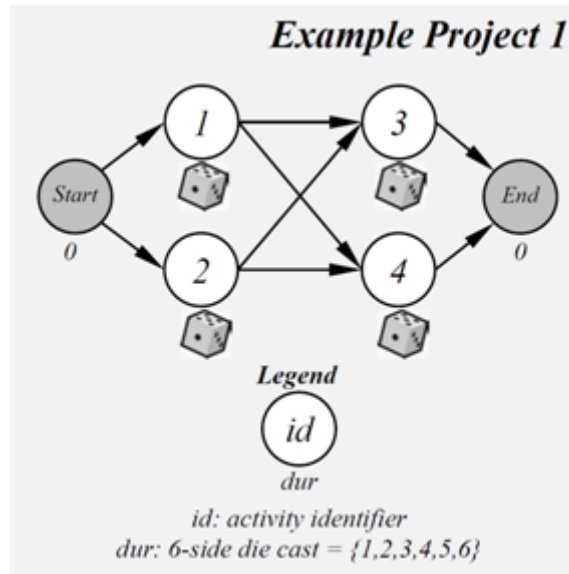 Example Project 1
1 3
Start End
0 0
2 4
Legend
id
dur
id: activity identifier
dur: 6-side die cast = {1,2,3,4,5,6}